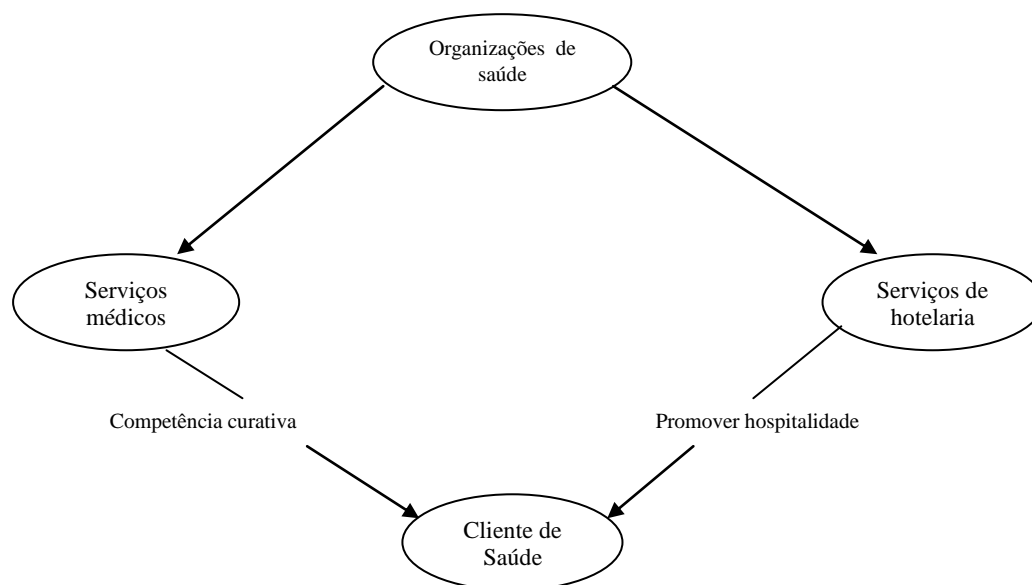 Organizações de
saúde
Serviços
médicos
Serviços de
hotelaria
Competência curativa
Promover hospitalidade
Cliente de
Saúde